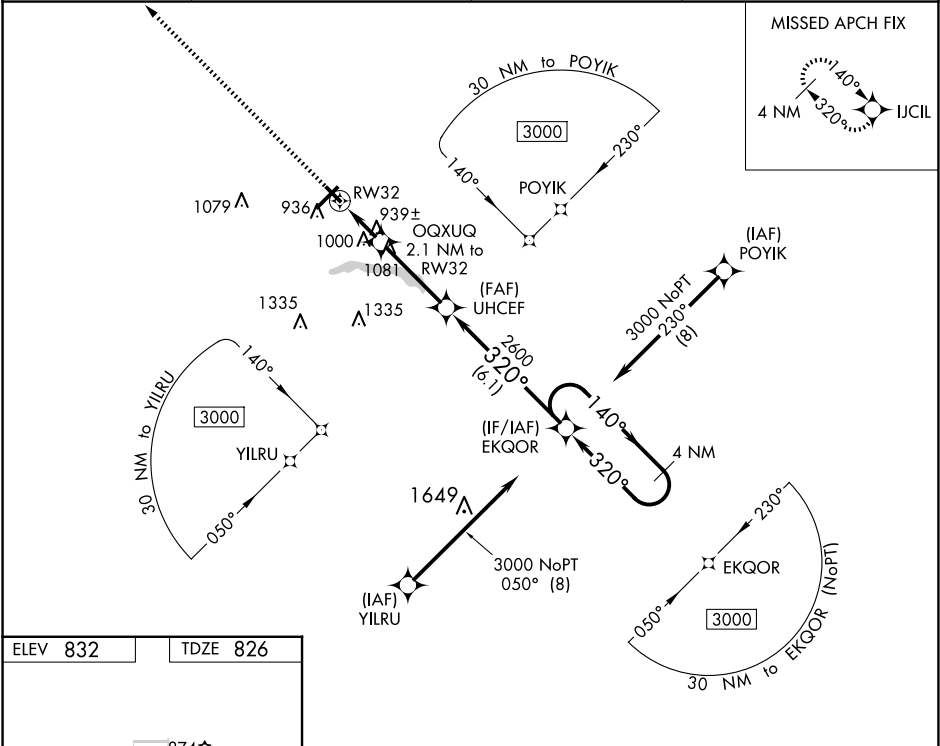 MISSED APCH FIX
140°
320°
4 NM
IJCIL
30 NM to POYIK
3000
140°
230°
POYIK
1079
936
RW32
939±
1000
OQXUQ
2.1 NM to
RW32
1081
(IAF)
POYIK
3000 NoPT
230°
(8)
(FAF)
UHCEF
1335
1335
2600
320°
(6.1)
30 NM to YILRU
140°
3000
YILRU
050°
(IF/IAF)
EKQOR
140°
320°
4 NM
1649
3000 NoPT
050° (8)
(IAF)
YILRU
230°
EKQOR
050°
3000
30 NM to EKQOR (NoPT)
ELEV 832
TDZE 826